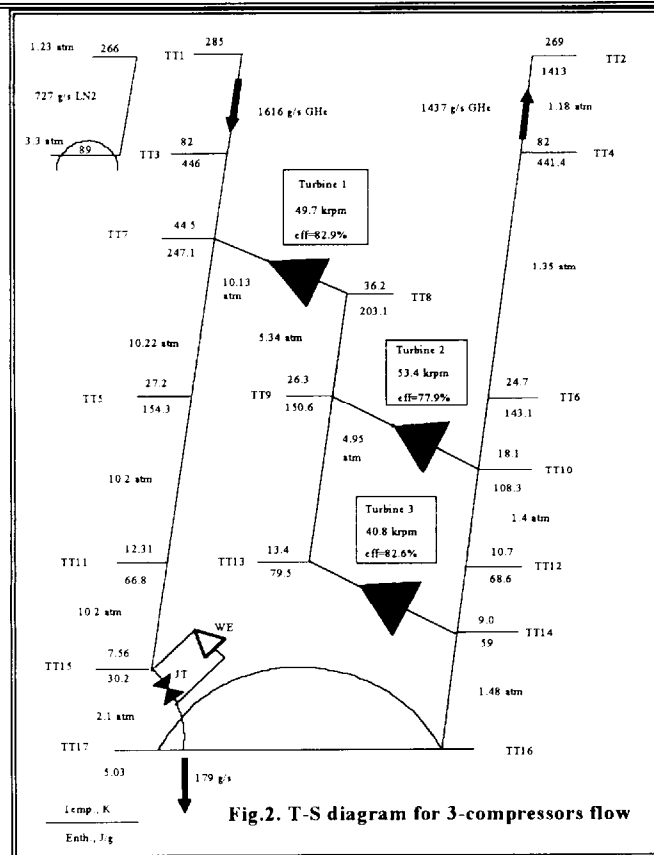 1.23 atm
266
TT1
285
269
TT2
1413
727 g/s LN2
1616 g/s GHe
1437 g/s GHe
1.18 atm
3.3 atm
89
TT3
82
446
82
TT4
441.4
Turbine 1
49.7 krpm
eff=82.9%
TT7
44.5
247.1
10.13
atm
36.2
TT8
203.1
1.35 atm
10.22 atm
5.34 atm
Turbine 2
53.4 krpm
eff=77.9%
TT5
27.2
154.3
TT9
26.3
150.6
24.7
TT6
143.1
4.95
atm
18.1
TT10
108.3
10.2 atm
Turbine 3
40.8 krpm
eff=82.6%
1.4 atm
TT11
12.31
66.8
TT13
13.4
79.5
10.7
TT12
68.6
10.2 atm
WE
9.0
TT14
59
TT15
7.56
30.2
JT
1.48 atm
2.1 atm
TT17
TT16
5.03
179 g/s
Temp., K
Enth., J/g
Fig.2. T-S diagram for 3-compressors flow